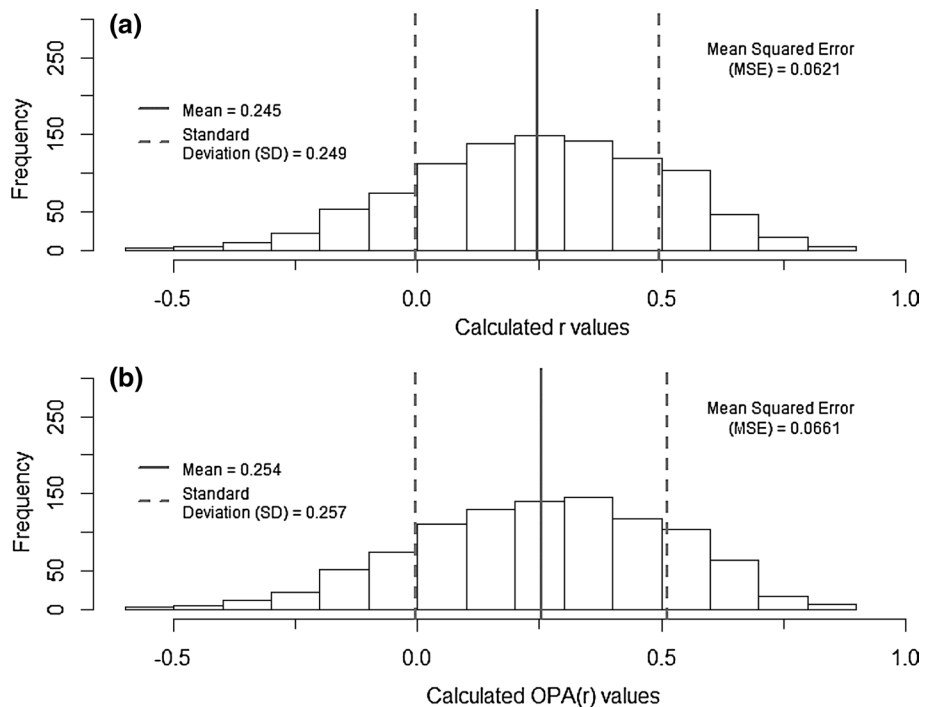 (a)
Mean Squared Error
(MSE) = 0.0621
Mean = 0.245
Standard
Deviation (SD) = 0.249
Frequency
250
150
50
0
-0.5
0.0
0.5
1.0
Calculated r values
(b)
Mean Squared Error
(MSE) = 0.0661
Mean = 0.254
Standard
Deviation (SD) = 0.257
Frequency
250
150
50
0
-0.5
0.0
0.5
1.0
Calculated OPA(r) values